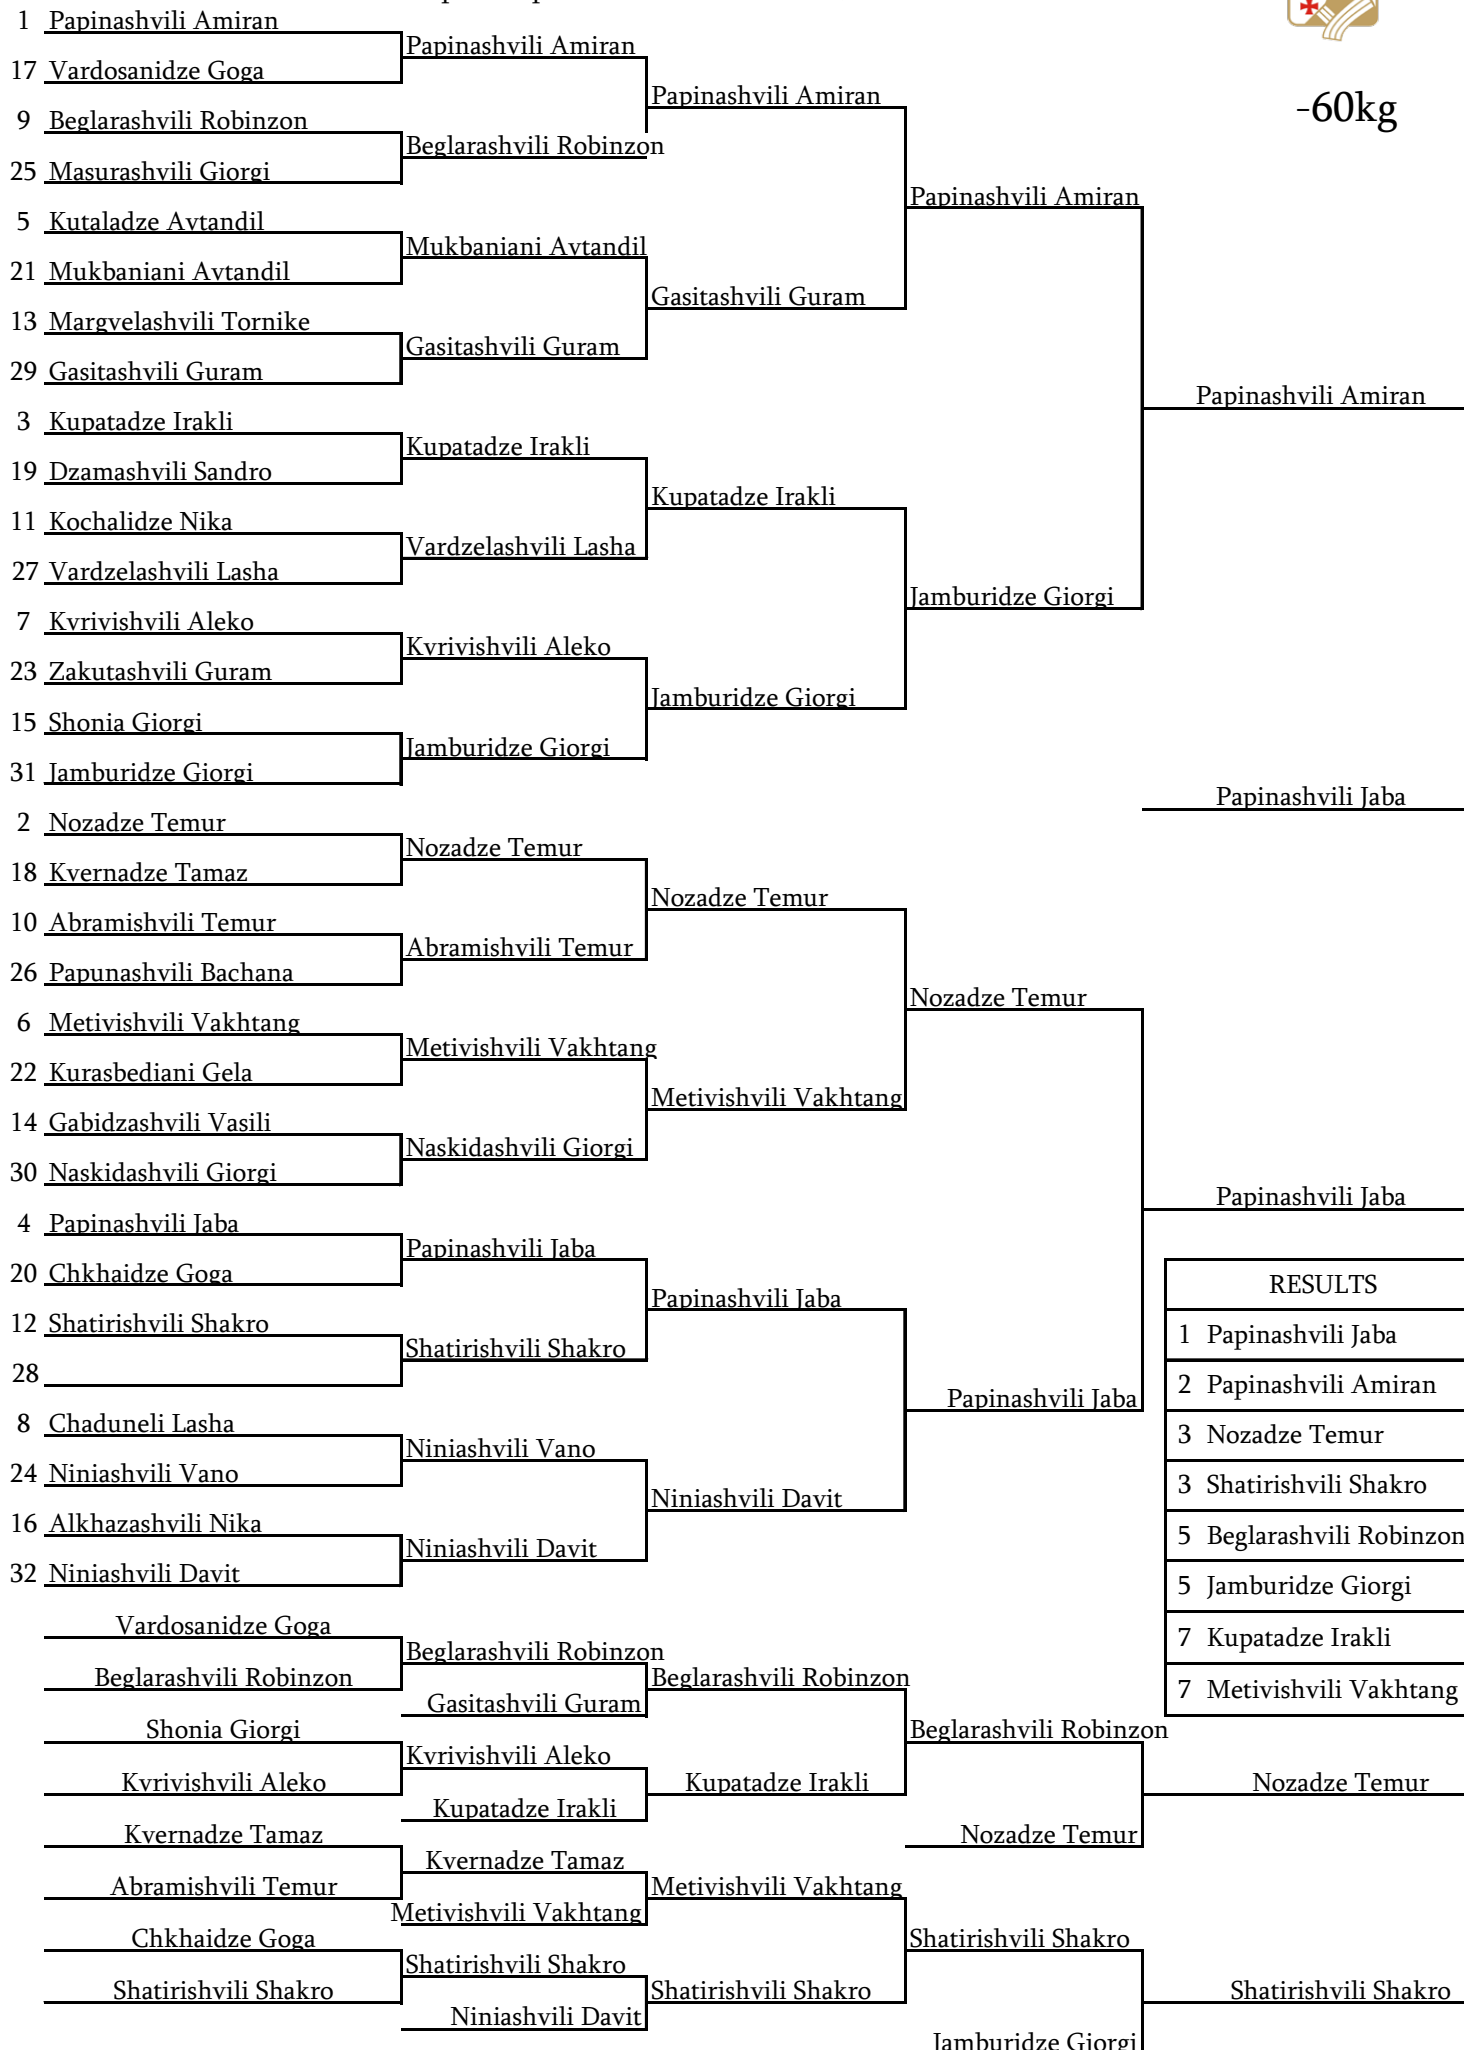 1 Papinashvili Amiran
Papinashvili Amiran
17 Vardosanidze Goga
Papinashvili Amiran
-60kg
9 Beglarashvili Robinzon
Beglarashvili Robinzon
25 Masurashvili Giorgi
Papinashvili Amiran
5 Kutaladze Avtandil
Mukbaniani Avtandil
21 Mukbaniani Avtandil
Gasitashvili Guram
13 Margvelashvili Tornike
Gasitashvili Guram
29 Gasitashvili Guram
Papinashvili Amiran
3 Kupatadze Irakli
Kupatadze Irakli
19 Dzamashvili Sandro
Kupatadze Irakli
11 Kochalidze Nika
Vardzelashvili Lasha
27 Vardzelashvili Lasha
Jamburidze Giorgi
7 Kvrivishvili Aleko
Kvrivishvili Aleko
23 Zakutashvili Guram
Jamburidze Giorgi
15 Shonia Giorgi
Jamburidze Giorgi
31 Jamburidze Giorgi
Papinashvili Jaba
2 Nozadze Temur
Nozadze Temur
18 Kvernadze Tamaz
Nozadze Temur
10 Abramishvili Temur
Abramishvili Temur
26 Papunashvili Bachana
Nozadze Temur
6 Metivishvili Vakhtang
Metivishvili Vakhtang
22 Kurasbediani Gela
Metivishvili Vakhtang
14 Gabidzashvili Vasili
Naskidashvili Giorgi
30 Naskidashvili Giorgi
Papinashvili Jaba
4 Papinashvili Jaba
Papinashvili Jaba
20 Chkhaidze Goga
Papinashvili Jaba
12 Shatirishvili Shakro
Shatirishvili Shakro
28
Papinashvili Jaba
8 Chaduneli Lasha
Niniashvili Vano
24 Niniashvili Vano
Niniashvili Davit
16 Alkhazashvili Nika
Niniashvili Davit
32 Niniashvili Davit
RESULTS
1 Papinashvili Jaba
2 Papinashvili Amiran
3 Nozadze Temur
3 Shatirishvili Shakro
5 Beglarashvili Robinzon
5 Jamburidze Giorgi
7 Kupatadze Irakli
7 Metivishvili Vakhtang
Vardosanidze Goga
Beglarashvili Robinzon
Beglarashvili Robinzon
Beglarashvili Robinzon
Gasitashvili Guram
Shonia Giorgi
Beglarashvili Robinzon
Kvrivishvili Aleko
Kvrivishvili Aleko
Kupatadze Irakli
Nozadze Temur
Kupatadze Irakli
Kvernadze Tamaz
Nozadze Temur
Kvernadze Tamaz
Abramishvili Temur
Metivishvili Vakhtang
Metivishvili Vakhtang
Chkhaidze Goga
Shatirishvili Shakro
Shatirishvili Shakro
Shatirishvili Shakro
Shatirishvili Shakro
Shatirishvili Shakro
Niniashvili Davit
Jamburidze Giorgi